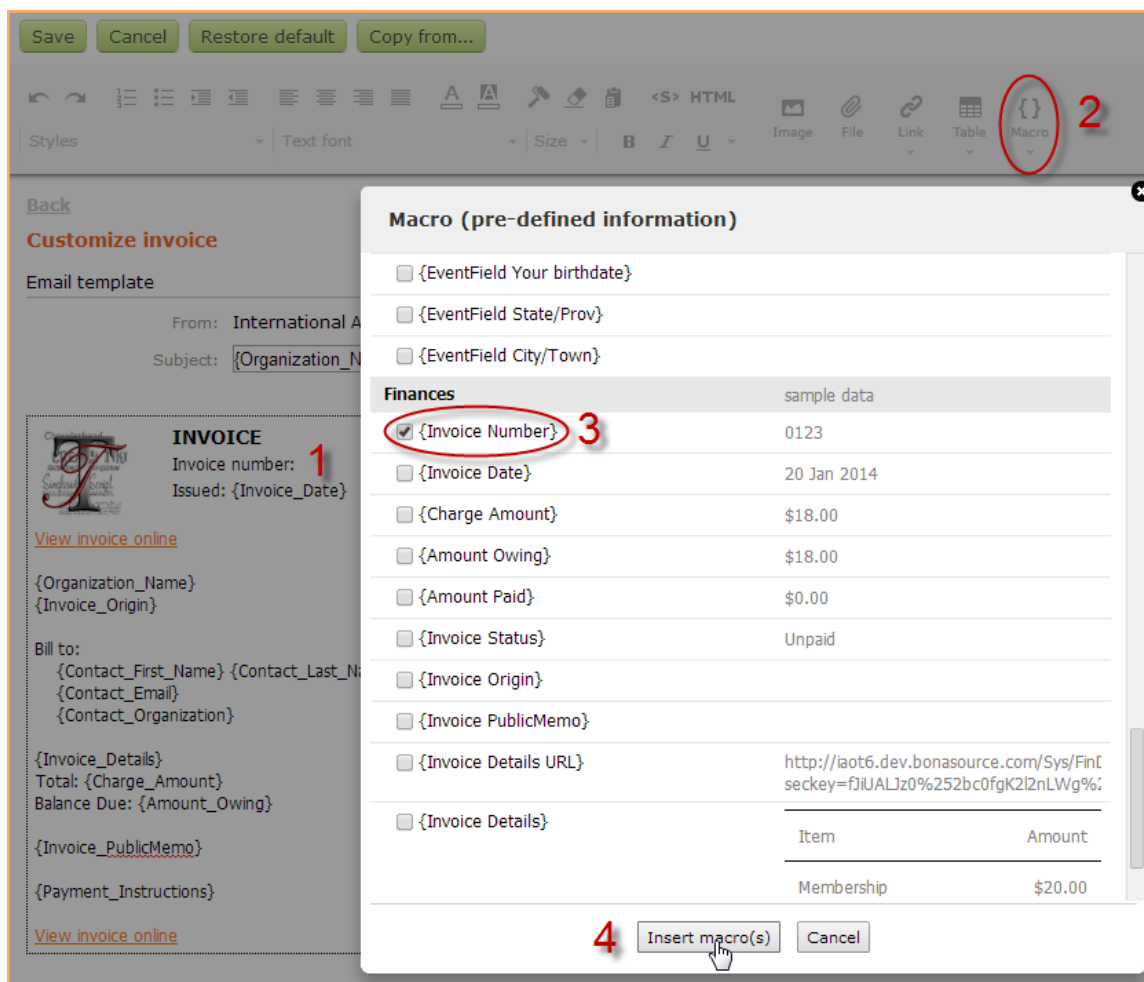 Save Cancel Restore default Copy from...
<S> HTML
Image File Link Table Macro
2
Styles Text font Size B I U
Back
Customize invoice
Email template
From: International A
Subject: {Organization_N
INVOICE
Invoice number:
1
Issued: {Invoice_Date}
View invoice online
{Organization_Name}
{Invoice_Origin}
Bill to:
{Contact_First_Name} {Contact_Last_Na
{Contact_Email}
{Contact_Organization}
{Invoice_Details}
Total: {Charge_Amount}
Balance Due: {Amount_Owing}
{Invoice_PublicMemo}
{Payment_Instructions}
View invoice online
Macro (pre-defined information)
{EventField Your birthdate}
{EventField State/Prov}
{EventField City/Town}
Finances sample data
{Invoice Number} 3 0123
{Invoice Date} 20 Jan 2014
{Charge Amount} $18.00
{Amount Owing} $18.00
{Amount Paid} $0.00
{Invoice Status} Unpaid
{Invoice Origin}
{Invoice PublicMemo}
{Invoice Details URL} http://iaot6.dev.bonasource.com/Sys/FinD
{Invoice Details}
Item Amount
Membership $20.00
4 Insert macro(s) Cancel